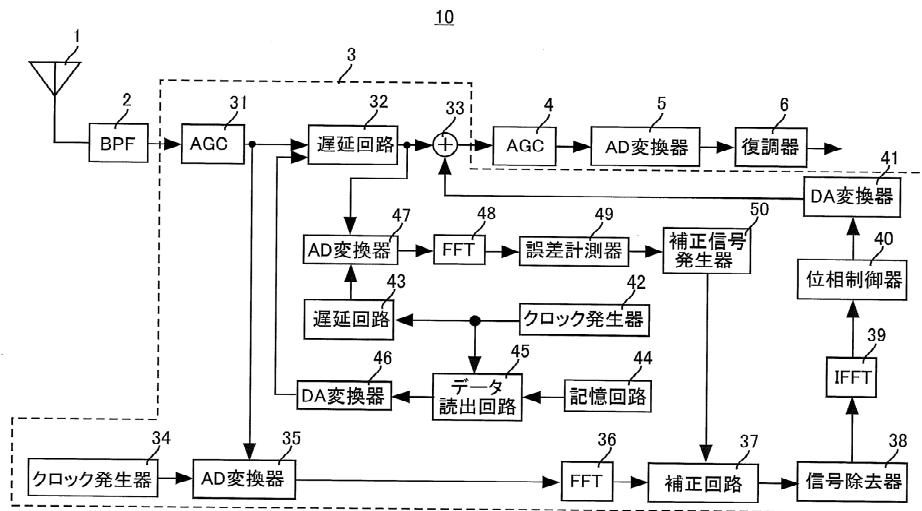 10
1
3
2
BPF
31
AGC
32
遅延回路
33
4
AGC
5
AD変換器
6
復調器
41
DA変換器
47
AD変換器
48
FFT
49
誤差計測器
50
補正信号
発生器
40
位相制御器
43
遅延回路
42
クロック発生器
39
IFFT
46
DA変換器
45
データ
読出回路
44
記憶回路
34
クロック発生器
35
AD変換器
36
FFT
37
補正回路
38
信号除去器